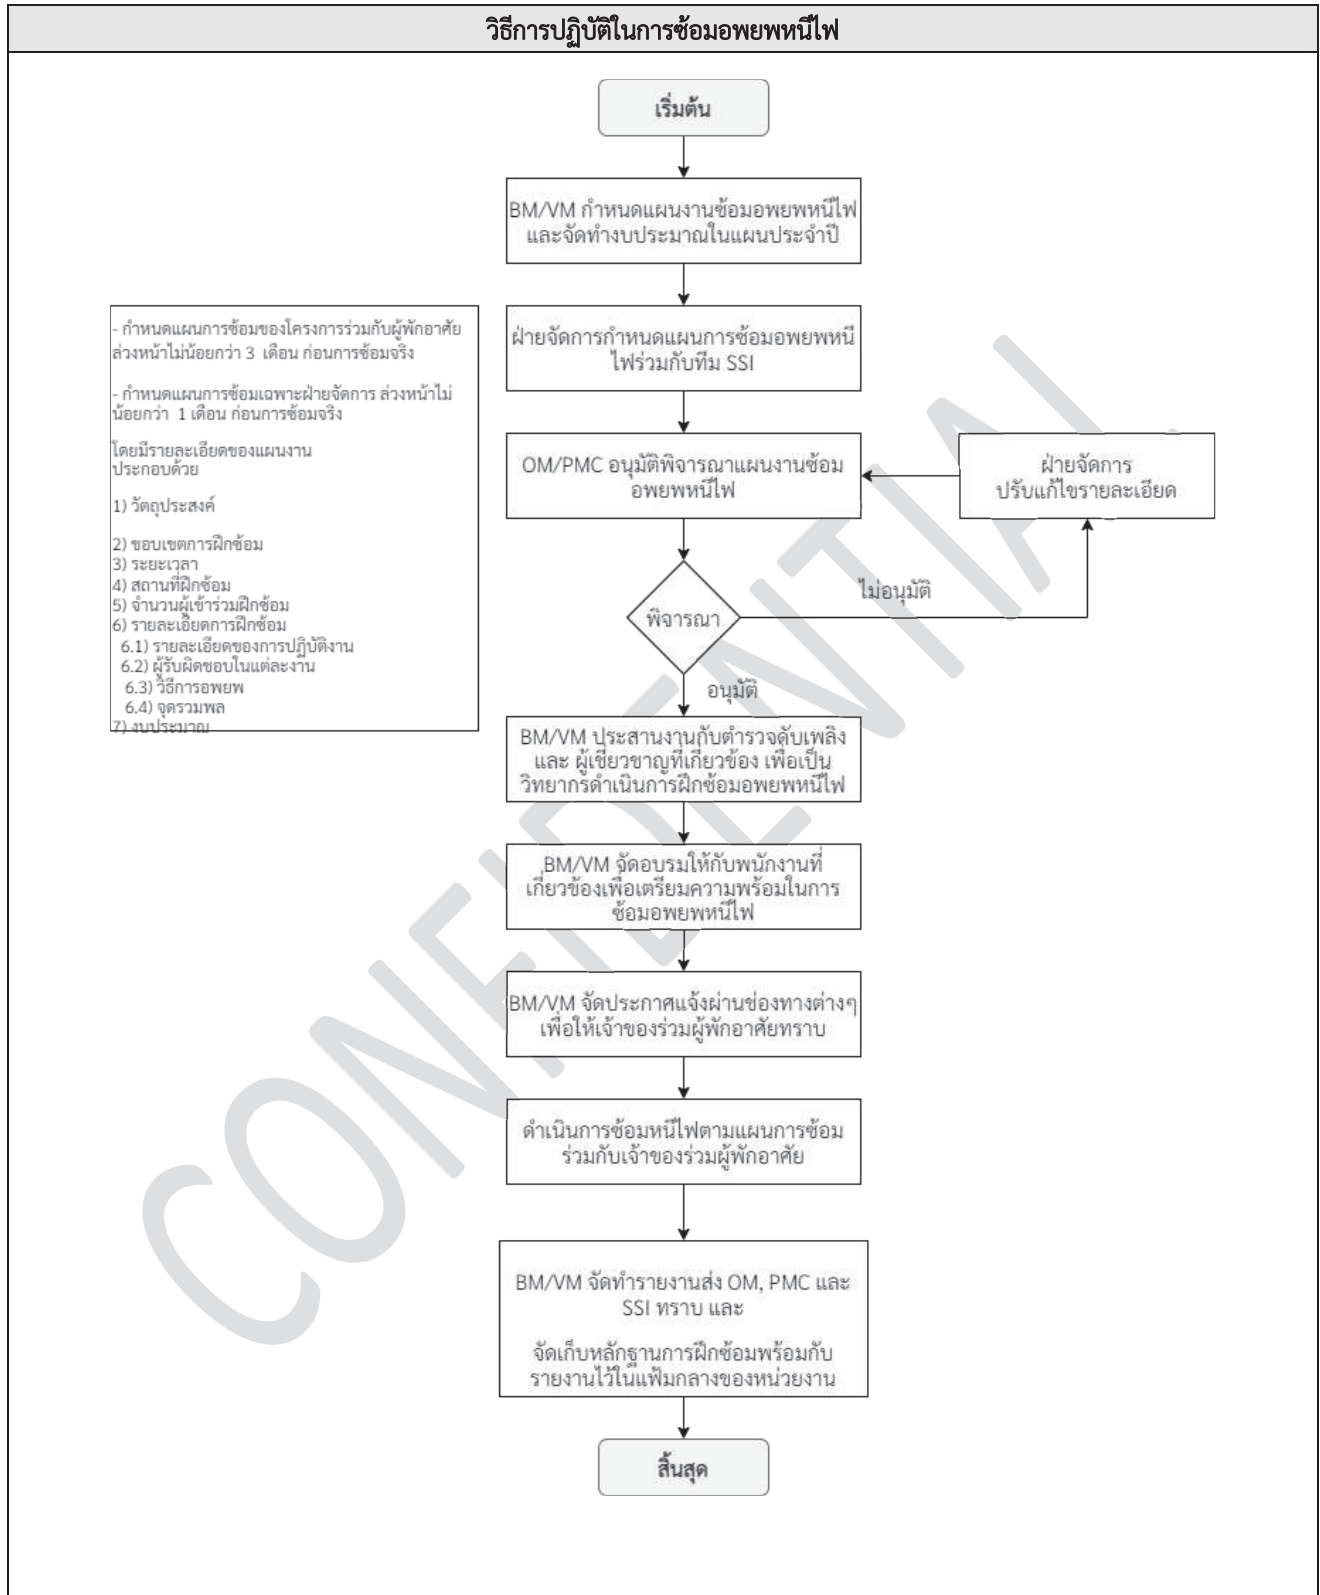 วิธีการปฏิบัติในการซ้อมอพยพหนีไฟ
เริ่มต้น
BM/VM กำหนดแผนงานซ้อมอพยพหนีไฟ
และจัดทำงบประมาณในแผนประจำปี
- กำหนดแผนการซ้อมของโครงการร่วมกับผู้พักอาศัย
ล่วงหน้าไม่น้อยกว่า 3 เดือน ก่อนการซ้อมจริง
- กำหนดแผนการซ้อมเฉพาะฝ่ายจัดการ ล่วงหน้าไม่
น้อยกว่า 1 เดือน ก่อนการซ้อมจริง
โดยมีรายละเอียดของแผนงาน
ประกอบด้วย
1) วัตถุประสงค์
2) ขอบเขตการฝึกซ้อม
3) ระยะเวลา
4) สถานที่ฝึกซ้อม
5) จำนวนผู้เข้าร่วมฝึกซ้อม
6) รายละเอียดการฝึกซ้อม
6.1) รายละเอียดของการปฏิบัติงาน
6.2) ผู้รับผิดชอบในแต่ละงาน
6.3) วิธีการอพยพ
6.4) จุดรวมพล
7) งบประมาณ
ฝ่ายจัดการกำหนดแผนการซ้อมอพยพหนี
ไฟร่วมกับทีม SSI
OM/PMC อนุมัติพิจารณาแผนงานซ้อม
อพยพหนีไฟ
ฝ่ายจัดการ
ปรับแก้ไขรายละเอียด
พิจารณา
ไม่อนุมัติ
อนุมัติ
BM/VM ประสานงานกับตำรวจดับเพลิง
และ ผู้เชี่ยวชาญที่เกี่ยวข้อง เพื่อเป็น
วิทยากรดำเนินการฝึกซ้อมอพยพหนีไฟ
BM/VM จัดอบรมให้กับพนักงานที่
เกี่ยวข้องเพื่อเตรียมความพร้อมในการ
ซ้อมอพยพหนีไฟ
BM/VM จัดประกาศแจ้งผ่านช่องทางต่างๆ
เพื่อให้เจ้าของร่วมผู้พักอาศัยทราบ
ดำเนินการซ้อมหนีไฟตามแผนการซ้อม
ร่วมกับเจ้าของร่วมผู้พักอาศัย
BM/VM จัดทำรายงานส่ง OM, PMC และ
SSI ทราบ และ
จัดเก็บหลักฐานการฝึกซ้อมพร้อมกับ
รายงานไว้ในแฟ้มกลางของหน่วยงาน
สิ้นสุด
CONFIDENTIAL